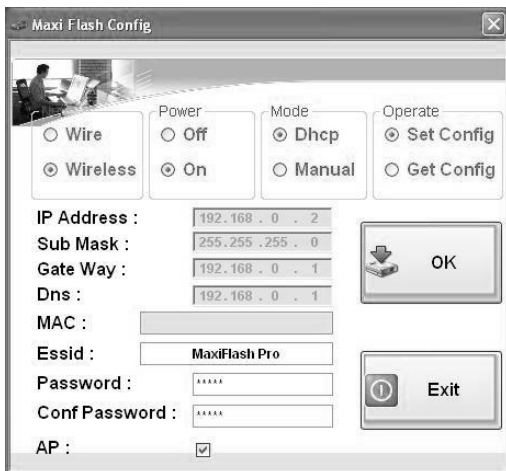 Maxi Flash Config
Power Mode Operate
Wire Off Dhcp Set Config
Wireless On Manual Get Config
IP Address : 192.168 . 0 . 2
Sub Mask : 255.255 .255 . 0
Gate Way : 192.168 . 0 . 1
Dns : 192.168 . 0 . 1
OK
MAC :
Essid : MaxiFlash Pro
Password : *****
Conf Password : *****
Exit
AP :